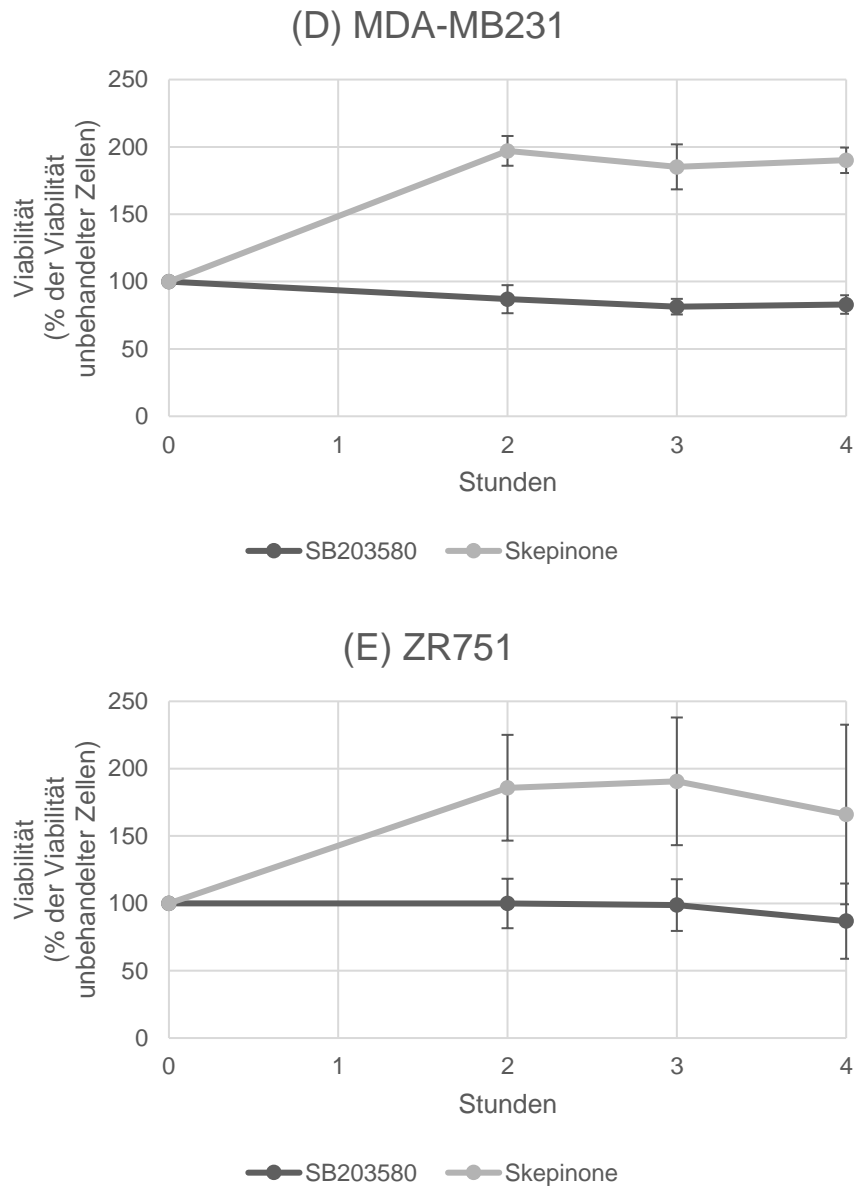 (D) MDA-MB231
250
200
150
100
50
0
Viabilität
(% der Viabilität
unbehandelter Zellen)
0 1 2 3 4
Stunden
SB203580 Skepinone
(E) ZR751
250
200
150
100
50
0
Viabilität
(% der Viabilität
unbehandelter Zellen)
0 1 2 3 4
Stunden
SB203580 Skepinone